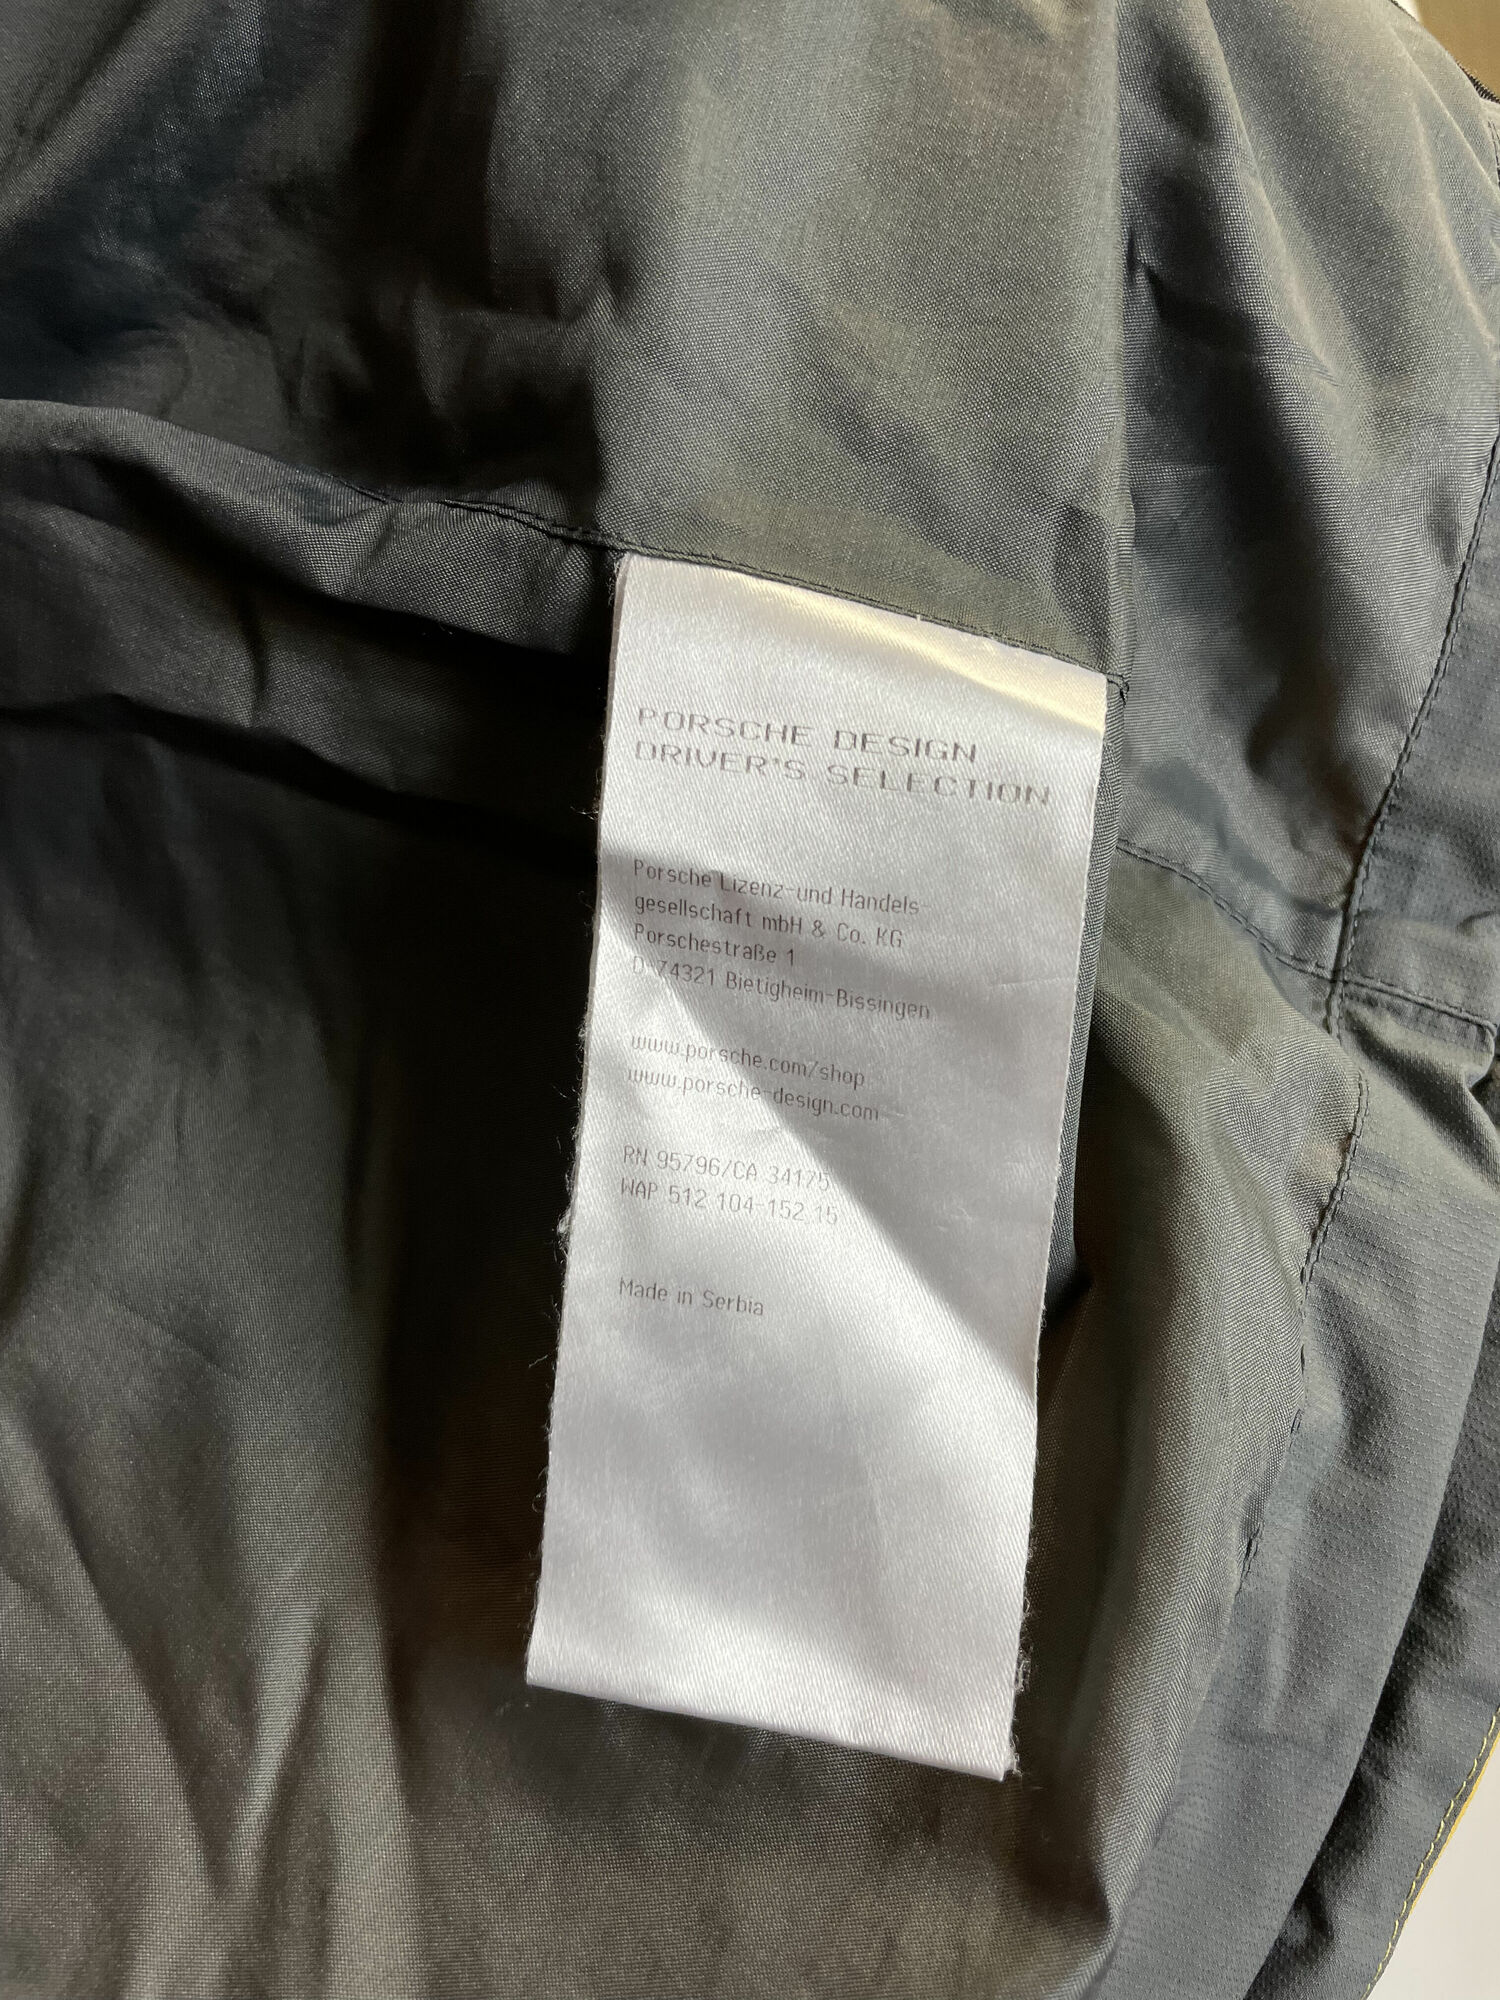 PORSCHE DESIGN
DRIVER'S SELECTION
Porsche Lizenz-und Handels-
gesellschaft mbH & Co. KG
Porschestraße 1
D-74321 Bietigheim-Bissingen
www.porsche.com/shop
www.porsche-design.com
RN 95796/CA 34175
WAP 512 104-152 15
Made in Serbia